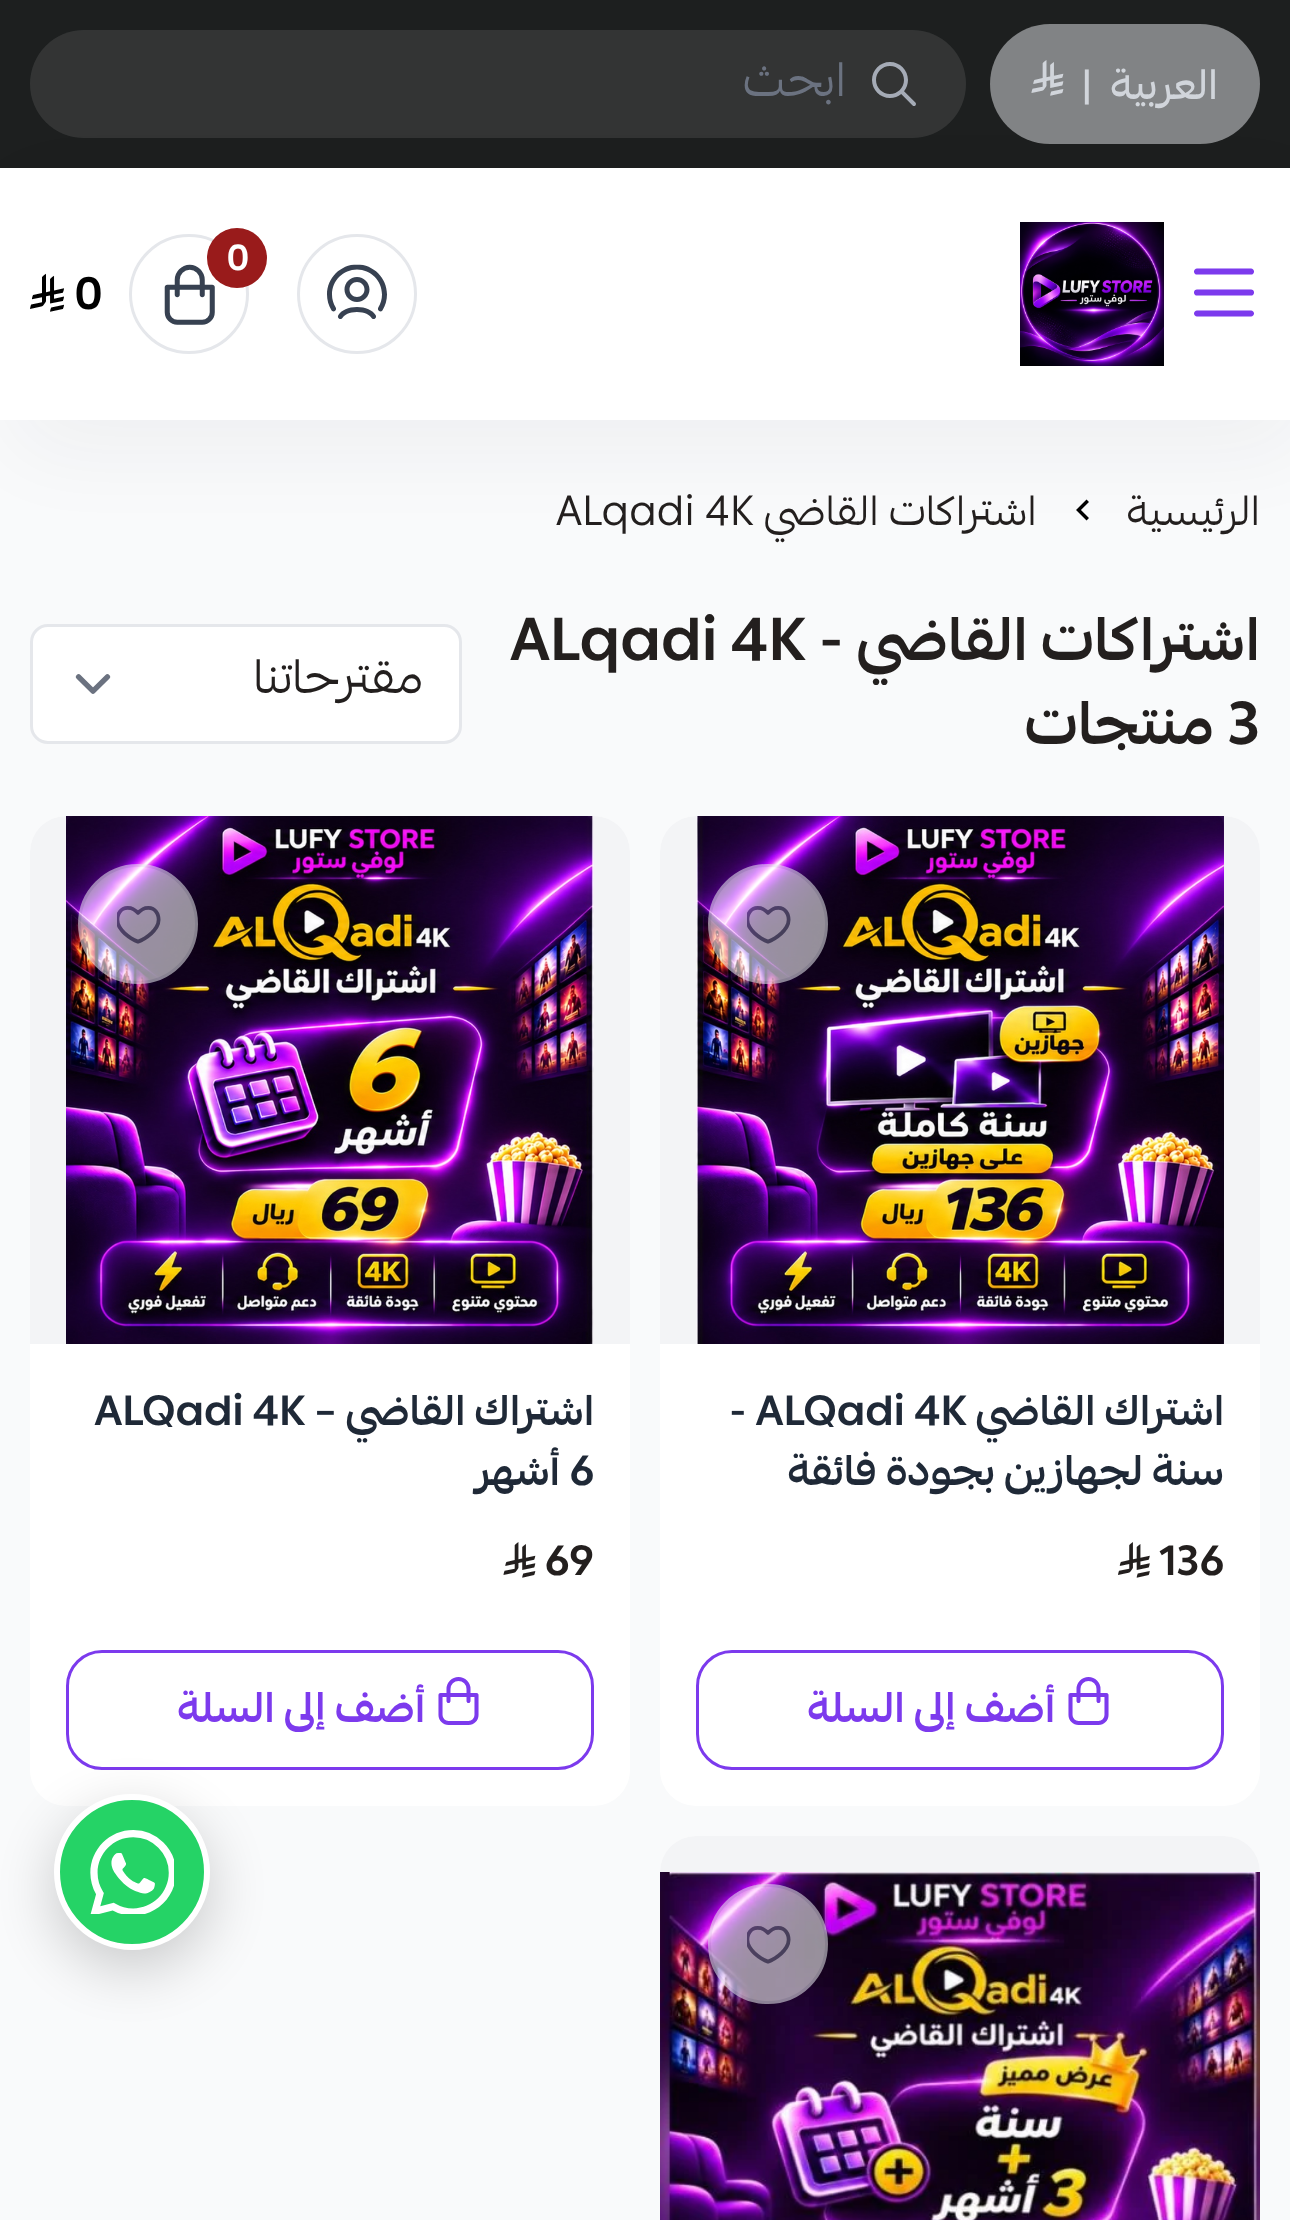 العربية | 
ابحث
LUFY STORE
لوفي ستور
0
0
الرئيسية
اشتراكات القاضي ALqadi 4K
اشتراكات القاضي - ALqadi 4K
3 منتجات
مقترحاتنا
LUFY STORE
لوفي ستور
ALQadi 4K
اشتراك القاضي
جهازين
سنة كاملة
على جهازين
136 ريال
محتوي متنوع
4K
جودة فائقة
دعم متواصل
تفعيل فوري
اشتراك القاضي ALQadi 4K -
سنة لجهازين بجودة فائقة
136
أضف إلى السلة
LUFY STORE
لوفي ستور
ALQadi 4K
اشتراك القاضي
6
أشهر
69 ريال
محتوي متنوع
4K
جودة فائقة
دعم متواصل
تفعيل فوري
اشتراك القاضي – ALQadi 4K
6 أشهر
69
أضف إلى السلة
LUFY STORE
لوفي ستور
ALQadi 4K
اشتراك القاضي
عرض مميز
سنة
+
3 أشهر